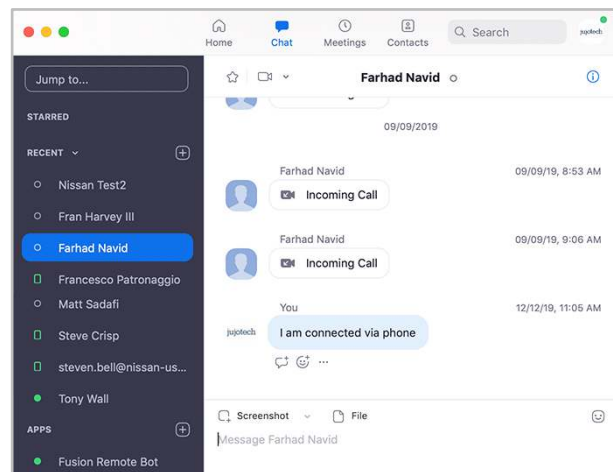 Home
Chat
Meetings
Contacts
Search
jujotech
Jump to...
STARRED
RECENT
Nissan Test2
Fran Harvey III
Farhad Navid
Francesco Patronaggio
Matt Sadafi
Steve Crisp
steven.bell@nissan-us...
Tony Wall
APPS
Fusion Remote Bot
Farhad Navid
09/09/2019
Farhad Navid 09/09/19, 8:53 AM
Incoming Call
Farhad Navid 09/09/19, 9:06 AM
Incoming Call
You 12/12/19, 11:05 AM
jujotech I am connected via phone
Screenshot File
Message Farhad Navid